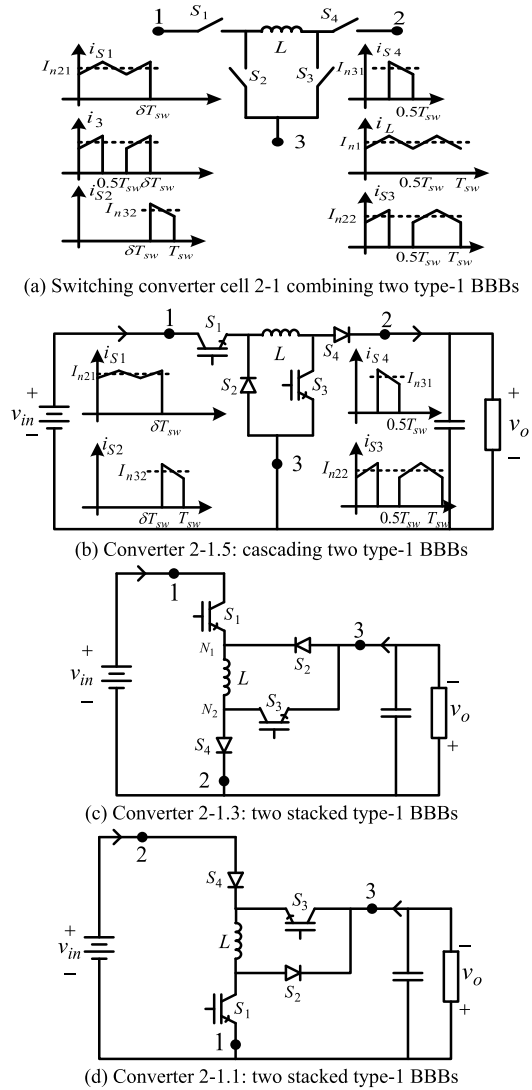 1 S1 L S4 2
S2 S3
3
iS1 In21 δTsw
i3 0.5Tsw δTsw
iS2 In32 δTsw Tsw
iS4 In31 0.5Tsw
iL In1 0.5Tsw Tsw
iS3 In22 0.5Tsw Tsw
(a) Switching converter cell 2-1 combining two type-1 BBBs
1 S1 L S4 2
S2 S3
3
+ vin −
+ vo −
iS1 In21 δTsw
iS2 In32 δTsw Tsw
iS4 In31 0.5Tsw
iS3 In22 0.5Tsw Tsw
(b) Converter 2-1.5: cascading two type-1 BBBs
1 S1
N1 S2 3
+ vin −
L
N2 S3
S4
2
− vo +
(c) Converter 2-1.3: two stacked type-1 BBBs
2
S4 S3 3
+ vin −
L
S2
S1
1
− vo +
(d) Converter 2-1.1: two stacked type-1 BBBs